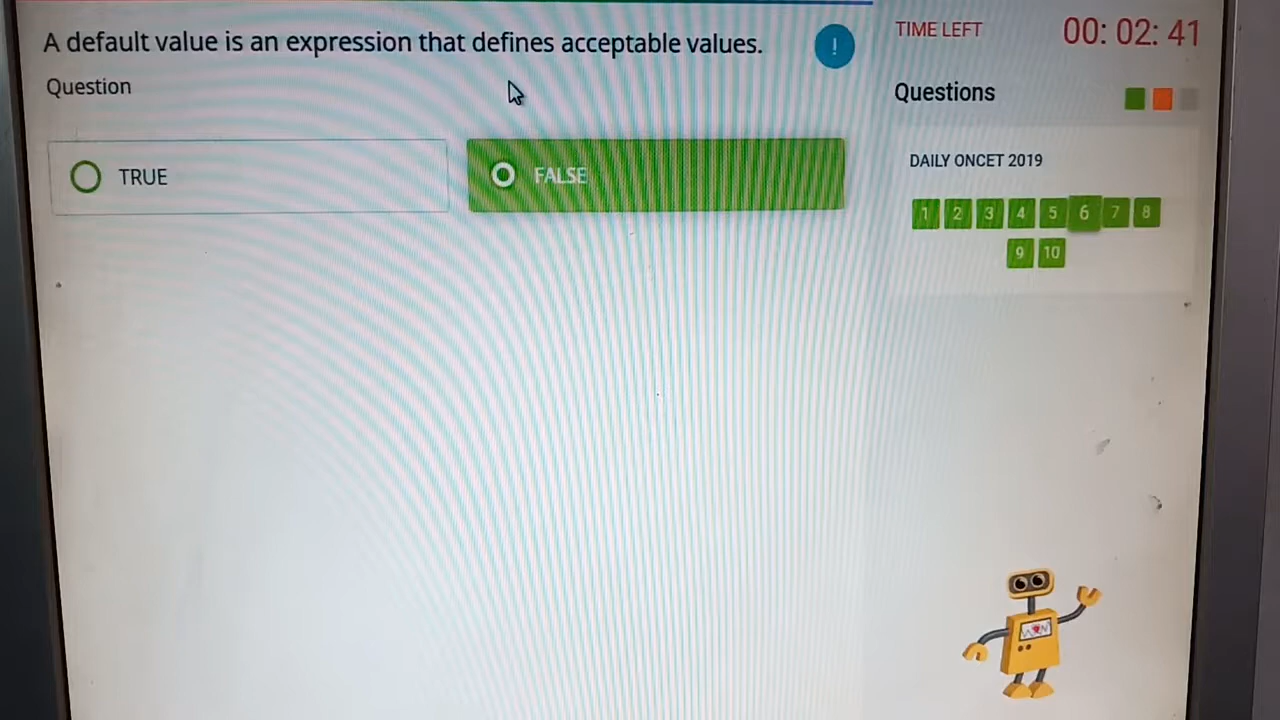 A default value is an expression that defines acceptable values.
!
Question
TRUE
FALSE
TIME LEFT 00: 02: 41
Questions
DAILY ONCET 2019
1 2 3 4 5 6 7 8
9 10